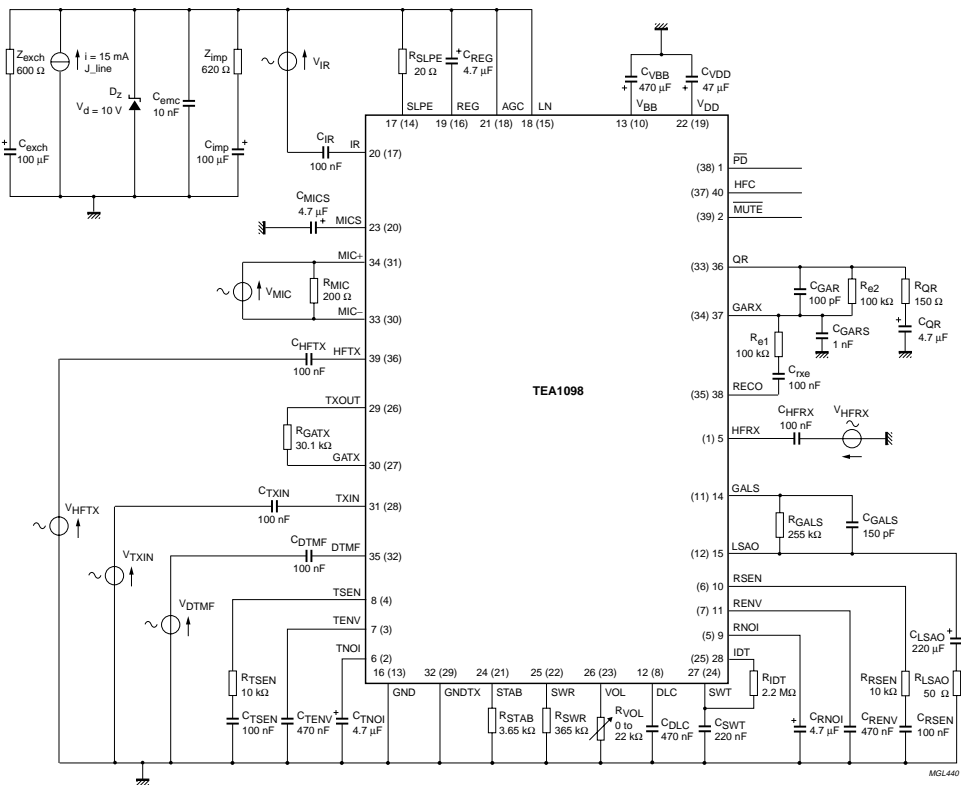 Zexch
600 Ω
i = 15 mA
J_line
Zimp
620 Ω
VIR
RSLPE
20 Ω
CREG
4.7 µF
CVBB
470 µF
CVDD
47 µF
DZ
Vd = 10 V
Cemc
10 nF
Cexch
100 µF
Cimp
100 µF
SLPE
REG
AGC
LN
VBB
VDD
17 (14)
19 (16)
21 (18)
18 (15)
13 (10)
22 (19)
CIR
100 nF
IR
20 (17)
(38) 1
PD
(37) 40
HFC
(39) 2
MUTE
CMICS
4.7 µF
MICS
23 (20)
MIC+
34 (31)
VMIC
RMIC
200 Ω
MIC−
33 (30)
(33) 36
QR
CGAR
100 pF
Re2
100 kΩ
RQR
150 Ω
(34) 37
GARX
CGARS
1 nF
CQR
4.7 µF
Re1
100 kΩ
Crxe
100 nF
(35) 38
RECO
CHFTX
100 nF
HFTX
39 (36)
TEA1098
TXOUT
29 (26)
RGATX
30.1 kΩ
GATX
30 (27)
(1) 5
HFRX
CHFRX
100 nF
VHFRX
CTXIN
100 nF
TXIN
31 (28)
VHFTX
(11) 14
GALS
RGALS
255 kΩ
CGALS
150 pF
(12) 15
LSAO
CDTMF
100 nF
DTMF
35 (32)
VTXIN
VDTMF
TSEN
8 (4)
TENV
7 (3)
TNOI
6 (2)
(6) 10
RSEN
(7) 11
RENV
(5) 9
RNOI
(25) 28
IDT
16 (13)
32 (29)
24 (21)
25 (22)
26 (23)
12 (8)
27 (24)
GND
GNDTX
STAB
SWR
VOL
DLC
SWT
RTSEN
10 kΩ
CTSEN
100 nF
CTENV
470 nF
CTNOI
4.7 µF
RSTAB
3.65 kΩ
RSWR
365 kΩ
RVOL
0 to
22 kΩ
CDLC
470 nF
CSWT
220 nF
RIDT
2.2 MΩ
CRNOI
4.7 µF
CRENV
470 nF
RRSEN
10 kΩ
CRSEN
100 nF
CLSAO
220 µF
RLSAO
50 Ω
MGL440